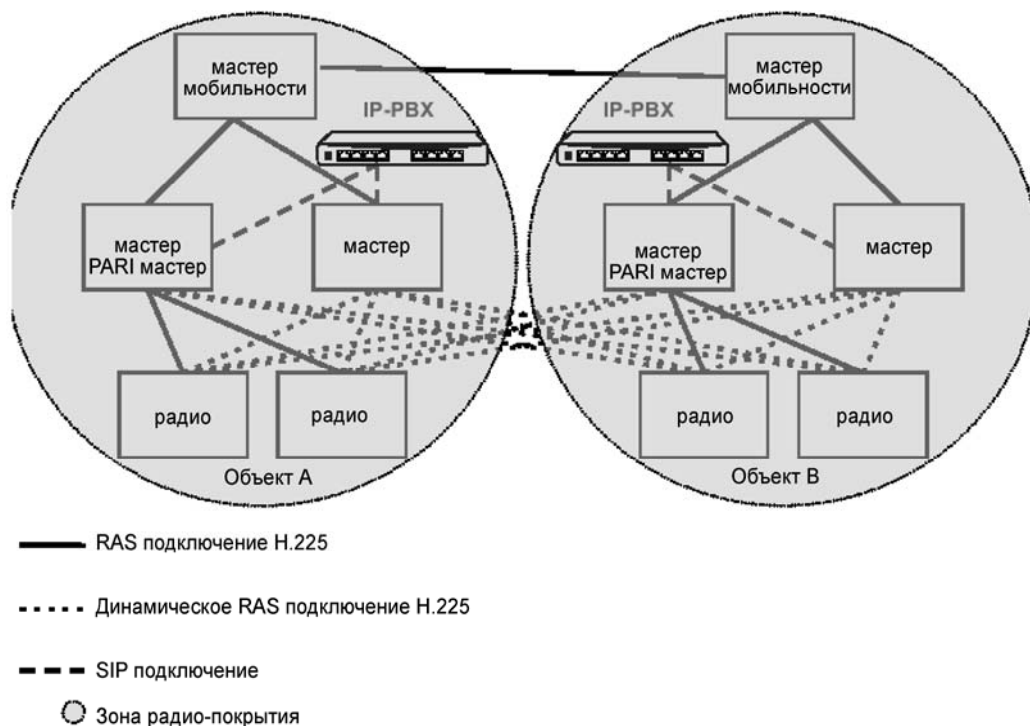 мастер
мобильности
мастер
мобильности
IP-PBX
IP-PBX
мастер
PARI мастер
мастер
мастер
PARI мастер
мастер
радио
радио
радио
радио
Объект А
Объект В
RAS подключение H.225
Динамическое RAS подключение H.225
SIP подключение
Зона радио-покрытия